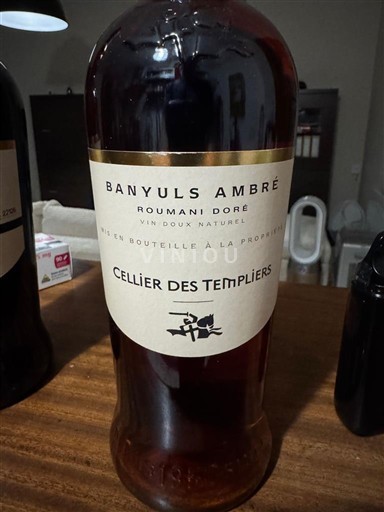 BANYULS AMBRÉ
ROUMANI DORÉ
VIN DOUX NATUREL
MIS EN BOUTEILLE À LA PROPRIÉTÉ
VINTOU
CELLIER DES TEMPLIERS